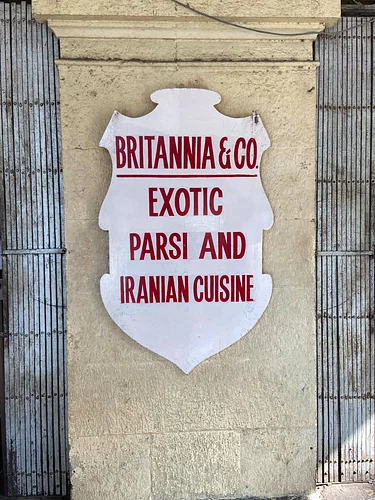 BRITANNIA & CO.
EXOTIC
PARSI AND
IRANIAN CUISINE